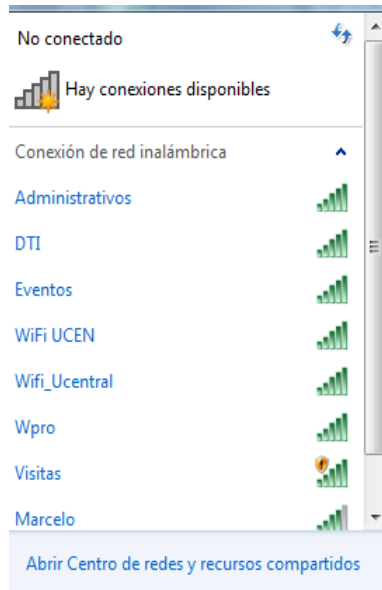 No conectado
Hay conexiones disponibles
Conexión de red inalámbrica
Administrativos
DTI
Eventos
WiFi UCEN
Wifi_Ucentral
Wpro
Visitas
Marcelo
Abrir Centro de redes y recursos compartidos